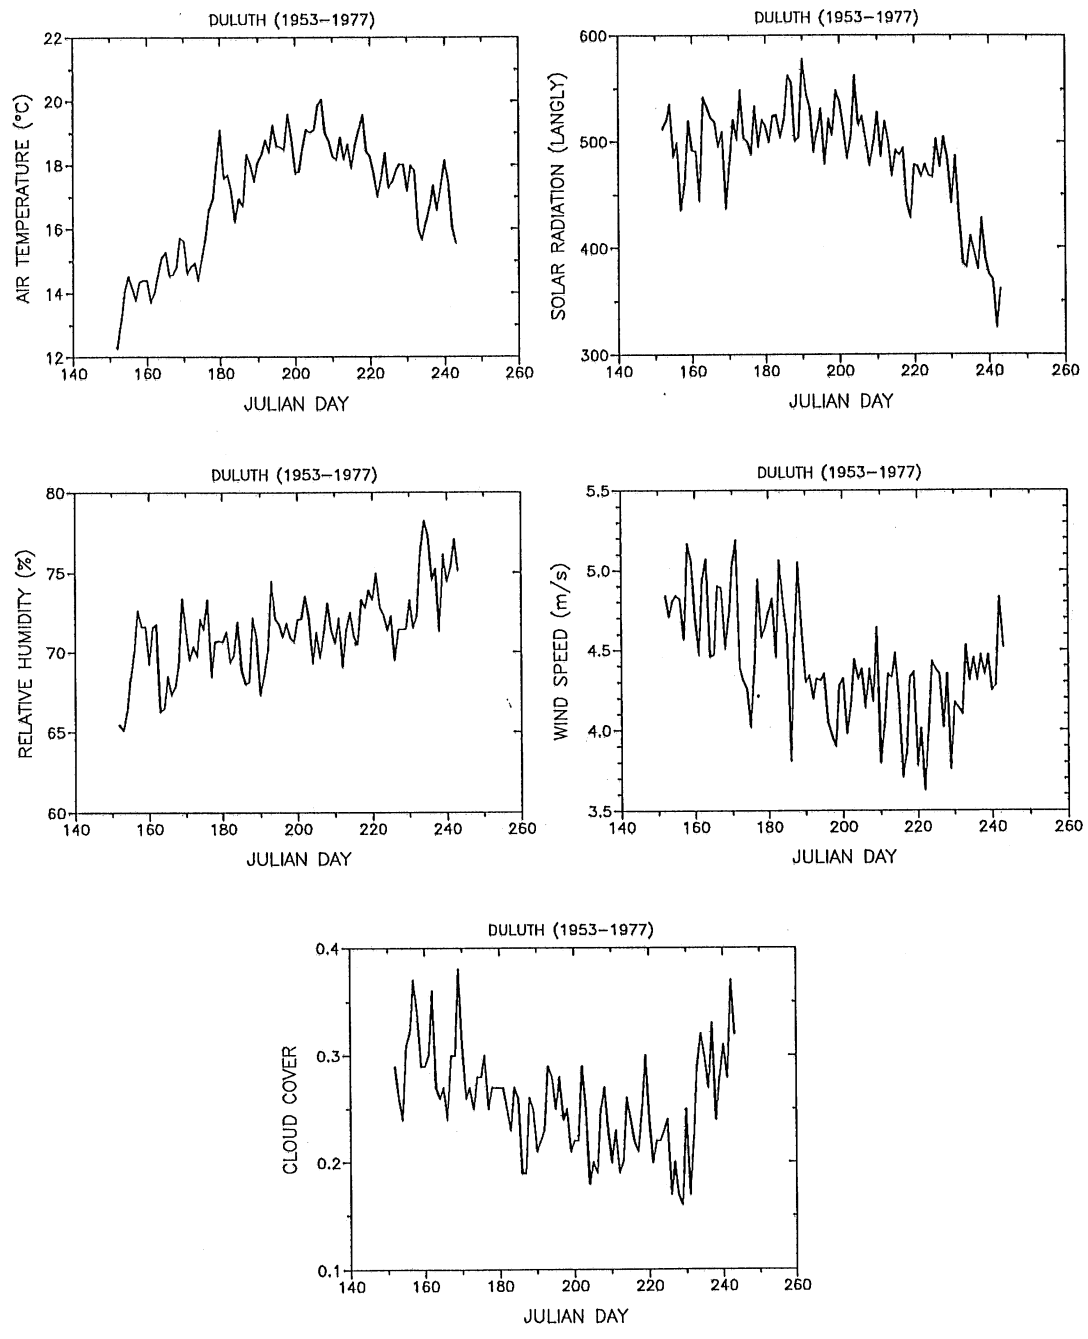 DULUTH (1953–1977)
22
20
18
16
14
12
AIR TEMPERATURE (°C)
140 160 180 200 220 240 260
JULIAN DAY
DULUTH (1953–1977)
600
500
400
300
SOLAR RADIATION (LANGLY)
140 160 180 200 220 240 260
JULIAN DAY
DULUTH (1953–1977)
80
75
70
65
60
RELATIVE HUMIDITY (%)
140 160 180 200 220 240 260
JULIAN DAY
DULUTH (1953–1977)
5.5
5.0
4.5
4.0
3.5
WIND SPEED (m/s)
140 160 180 200 220 240 260
JULIAN DAY
DULUTH (1953–1977)
0.4
0.3
0.2
0.1
CLOUD COVER
140 160 180 200 220 240 260
JULIAN DAY